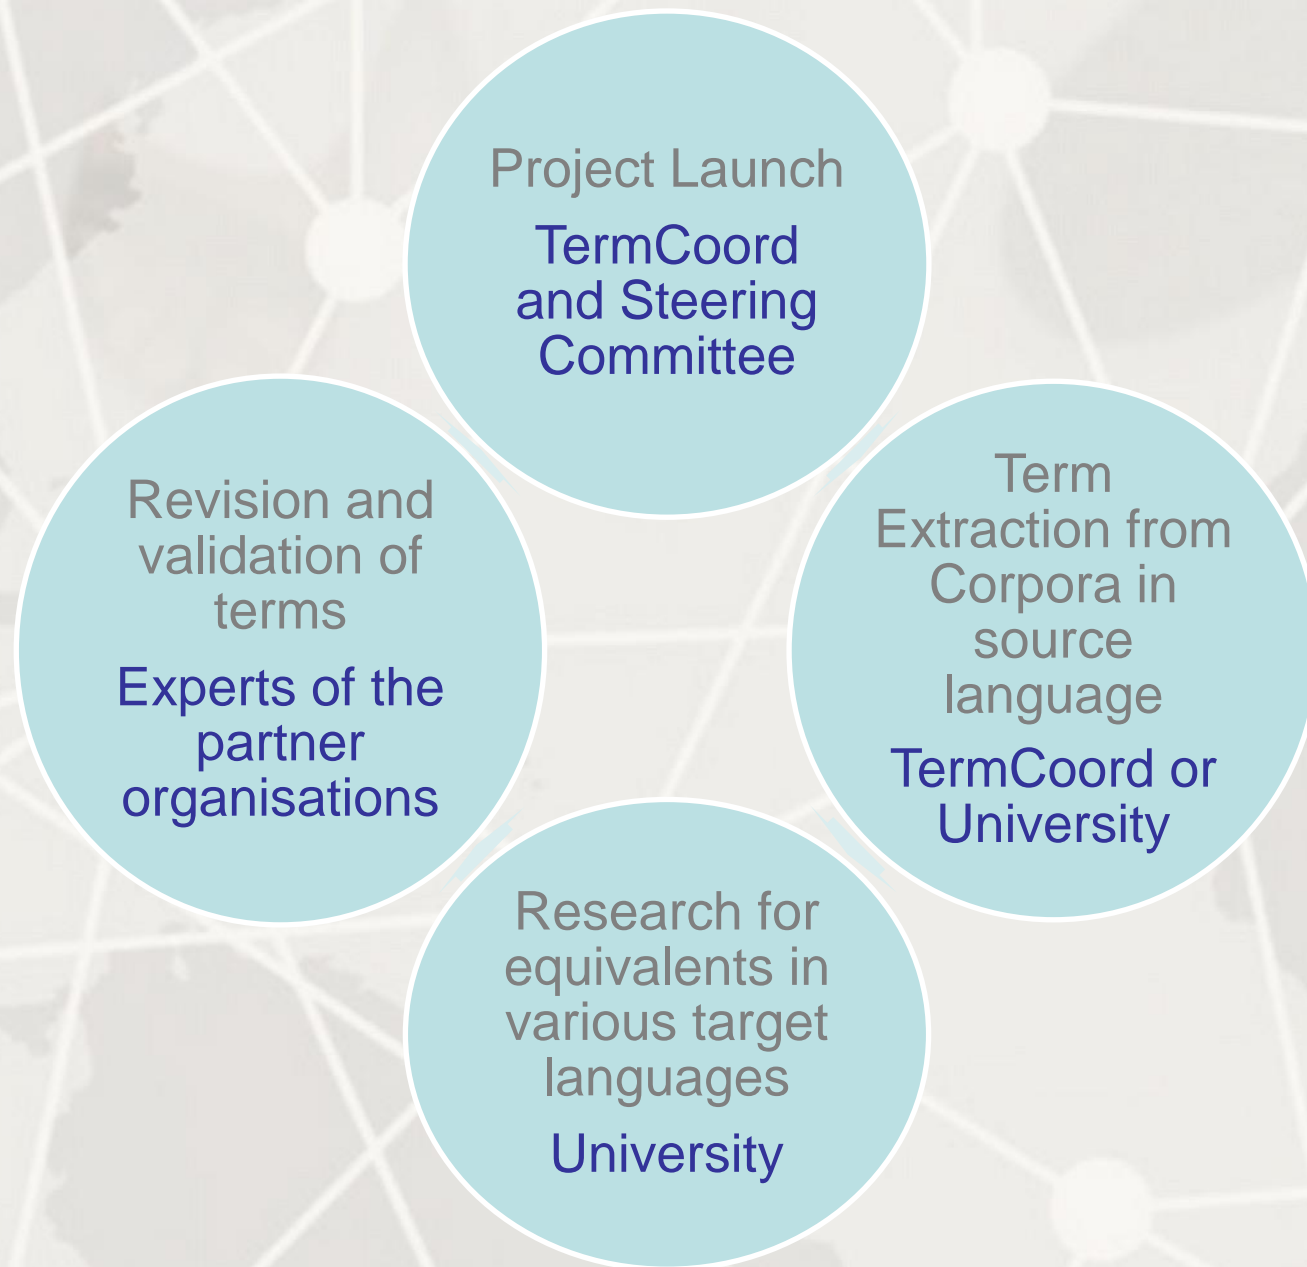 Project Launch
TermCoord
and Steering
Committee
Term
Extraction from
Corpora in
source
language
TermCoord or
University
Research for
equivalents in
various target
languages
University
Revision and
validation of
terms
Experts of the
partner
organisations